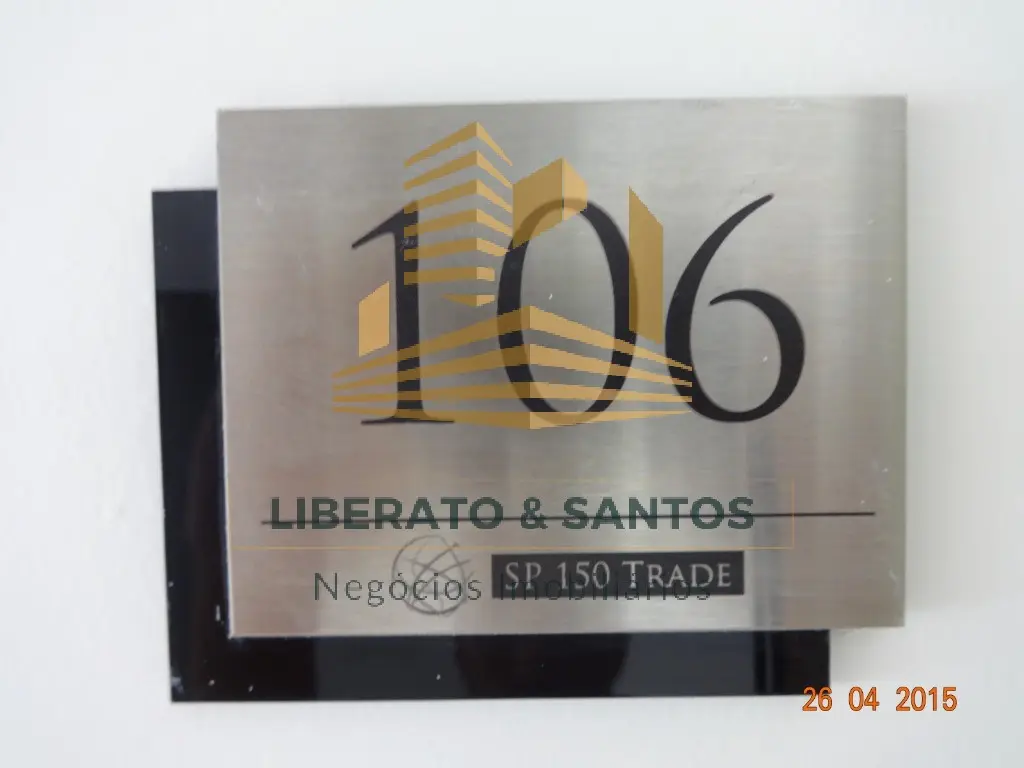 106
LIBERATO & SANTOS
SP 150 TRADE
Negócios Imobiliários
26 04 2015